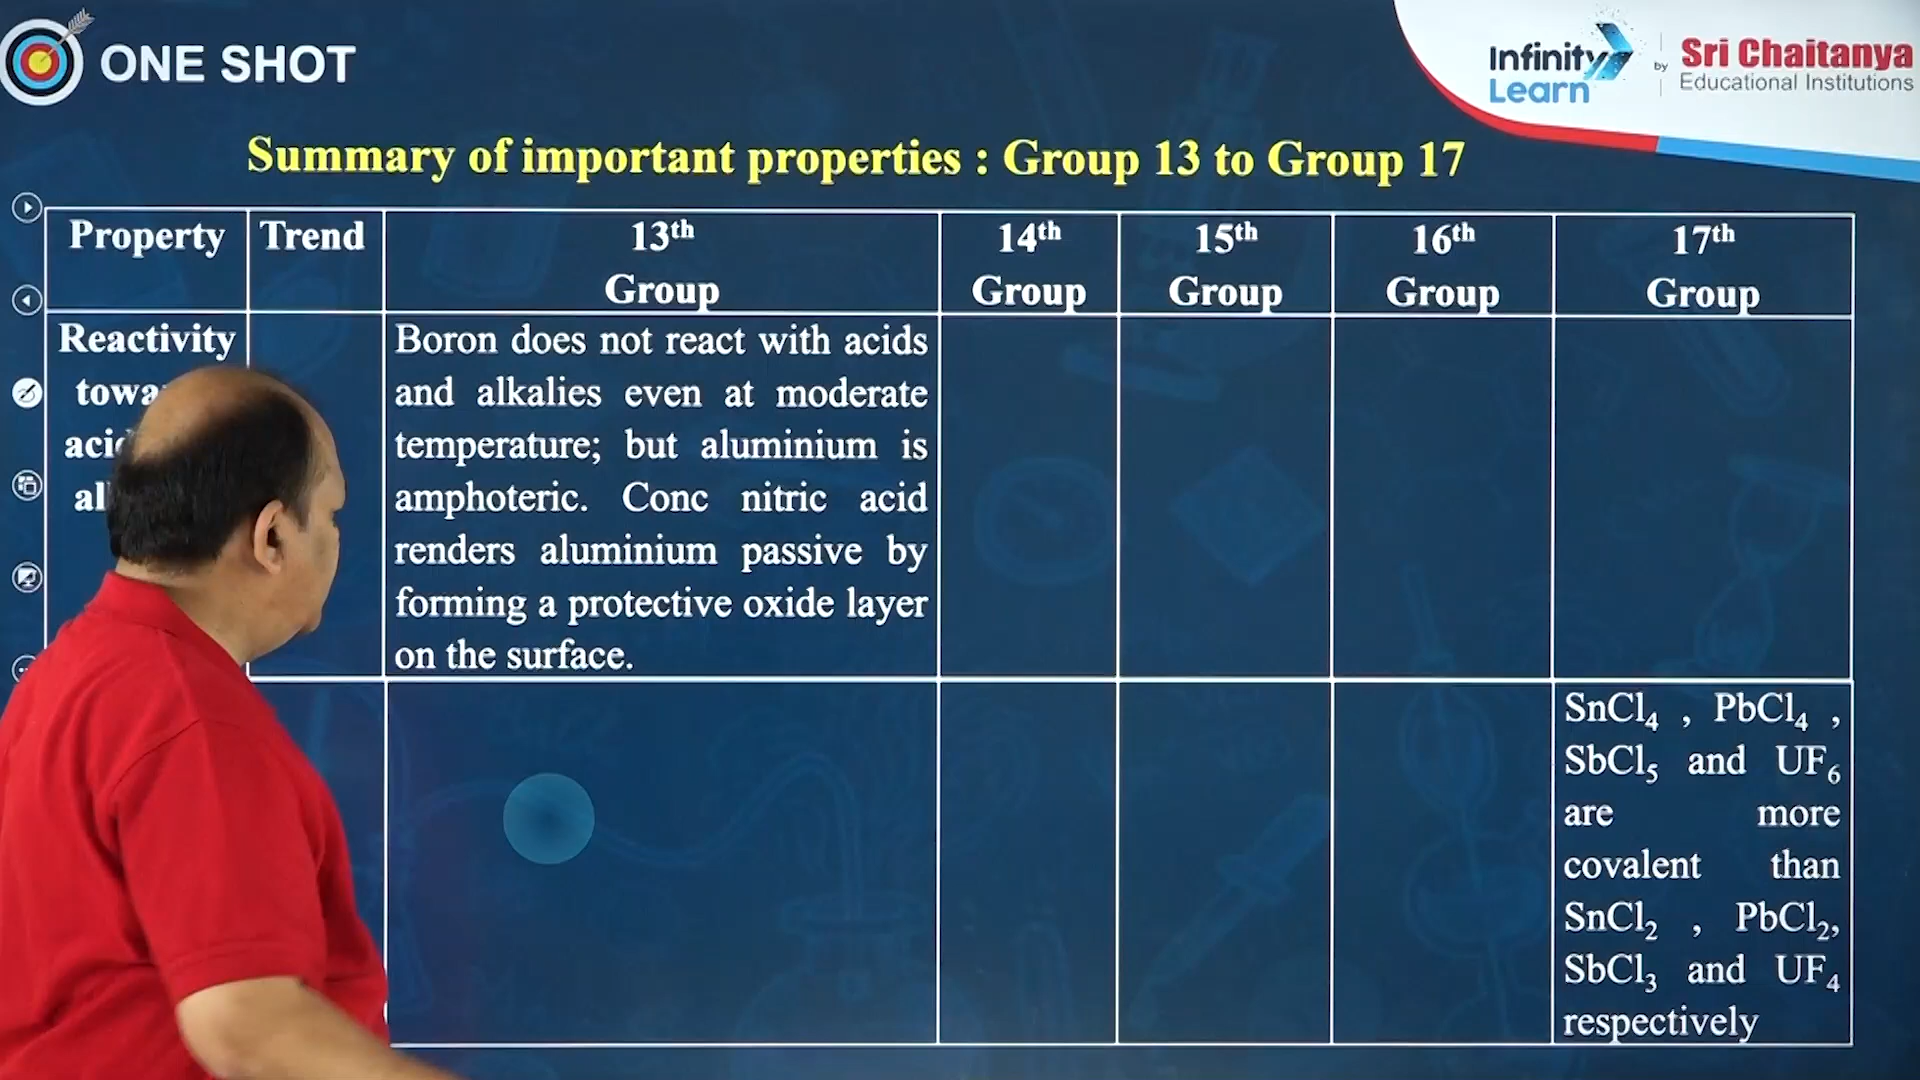 ONE SHOT
Infinity Learn by Sri Chaitanya Educational Institutions
Summary of important properties : Group 13 to Group 17
Property
Trend
13th Group
14th Group
15th Group
16th Group
17th Group
Reactivity
Boron does not react with acids
and alkalies even at moderate
temperature; but aluminium is
amphoteric. Conc nitric acid
renders aluminium passive by
forming a protective oxide layer
on the surface.
SnCl₄ , PbCl₄ ,
SbCl₅ and UF₆
are more
covalent than
SnCl₂ , PbCl₂,
SbCl₃ and UF₄
respectively